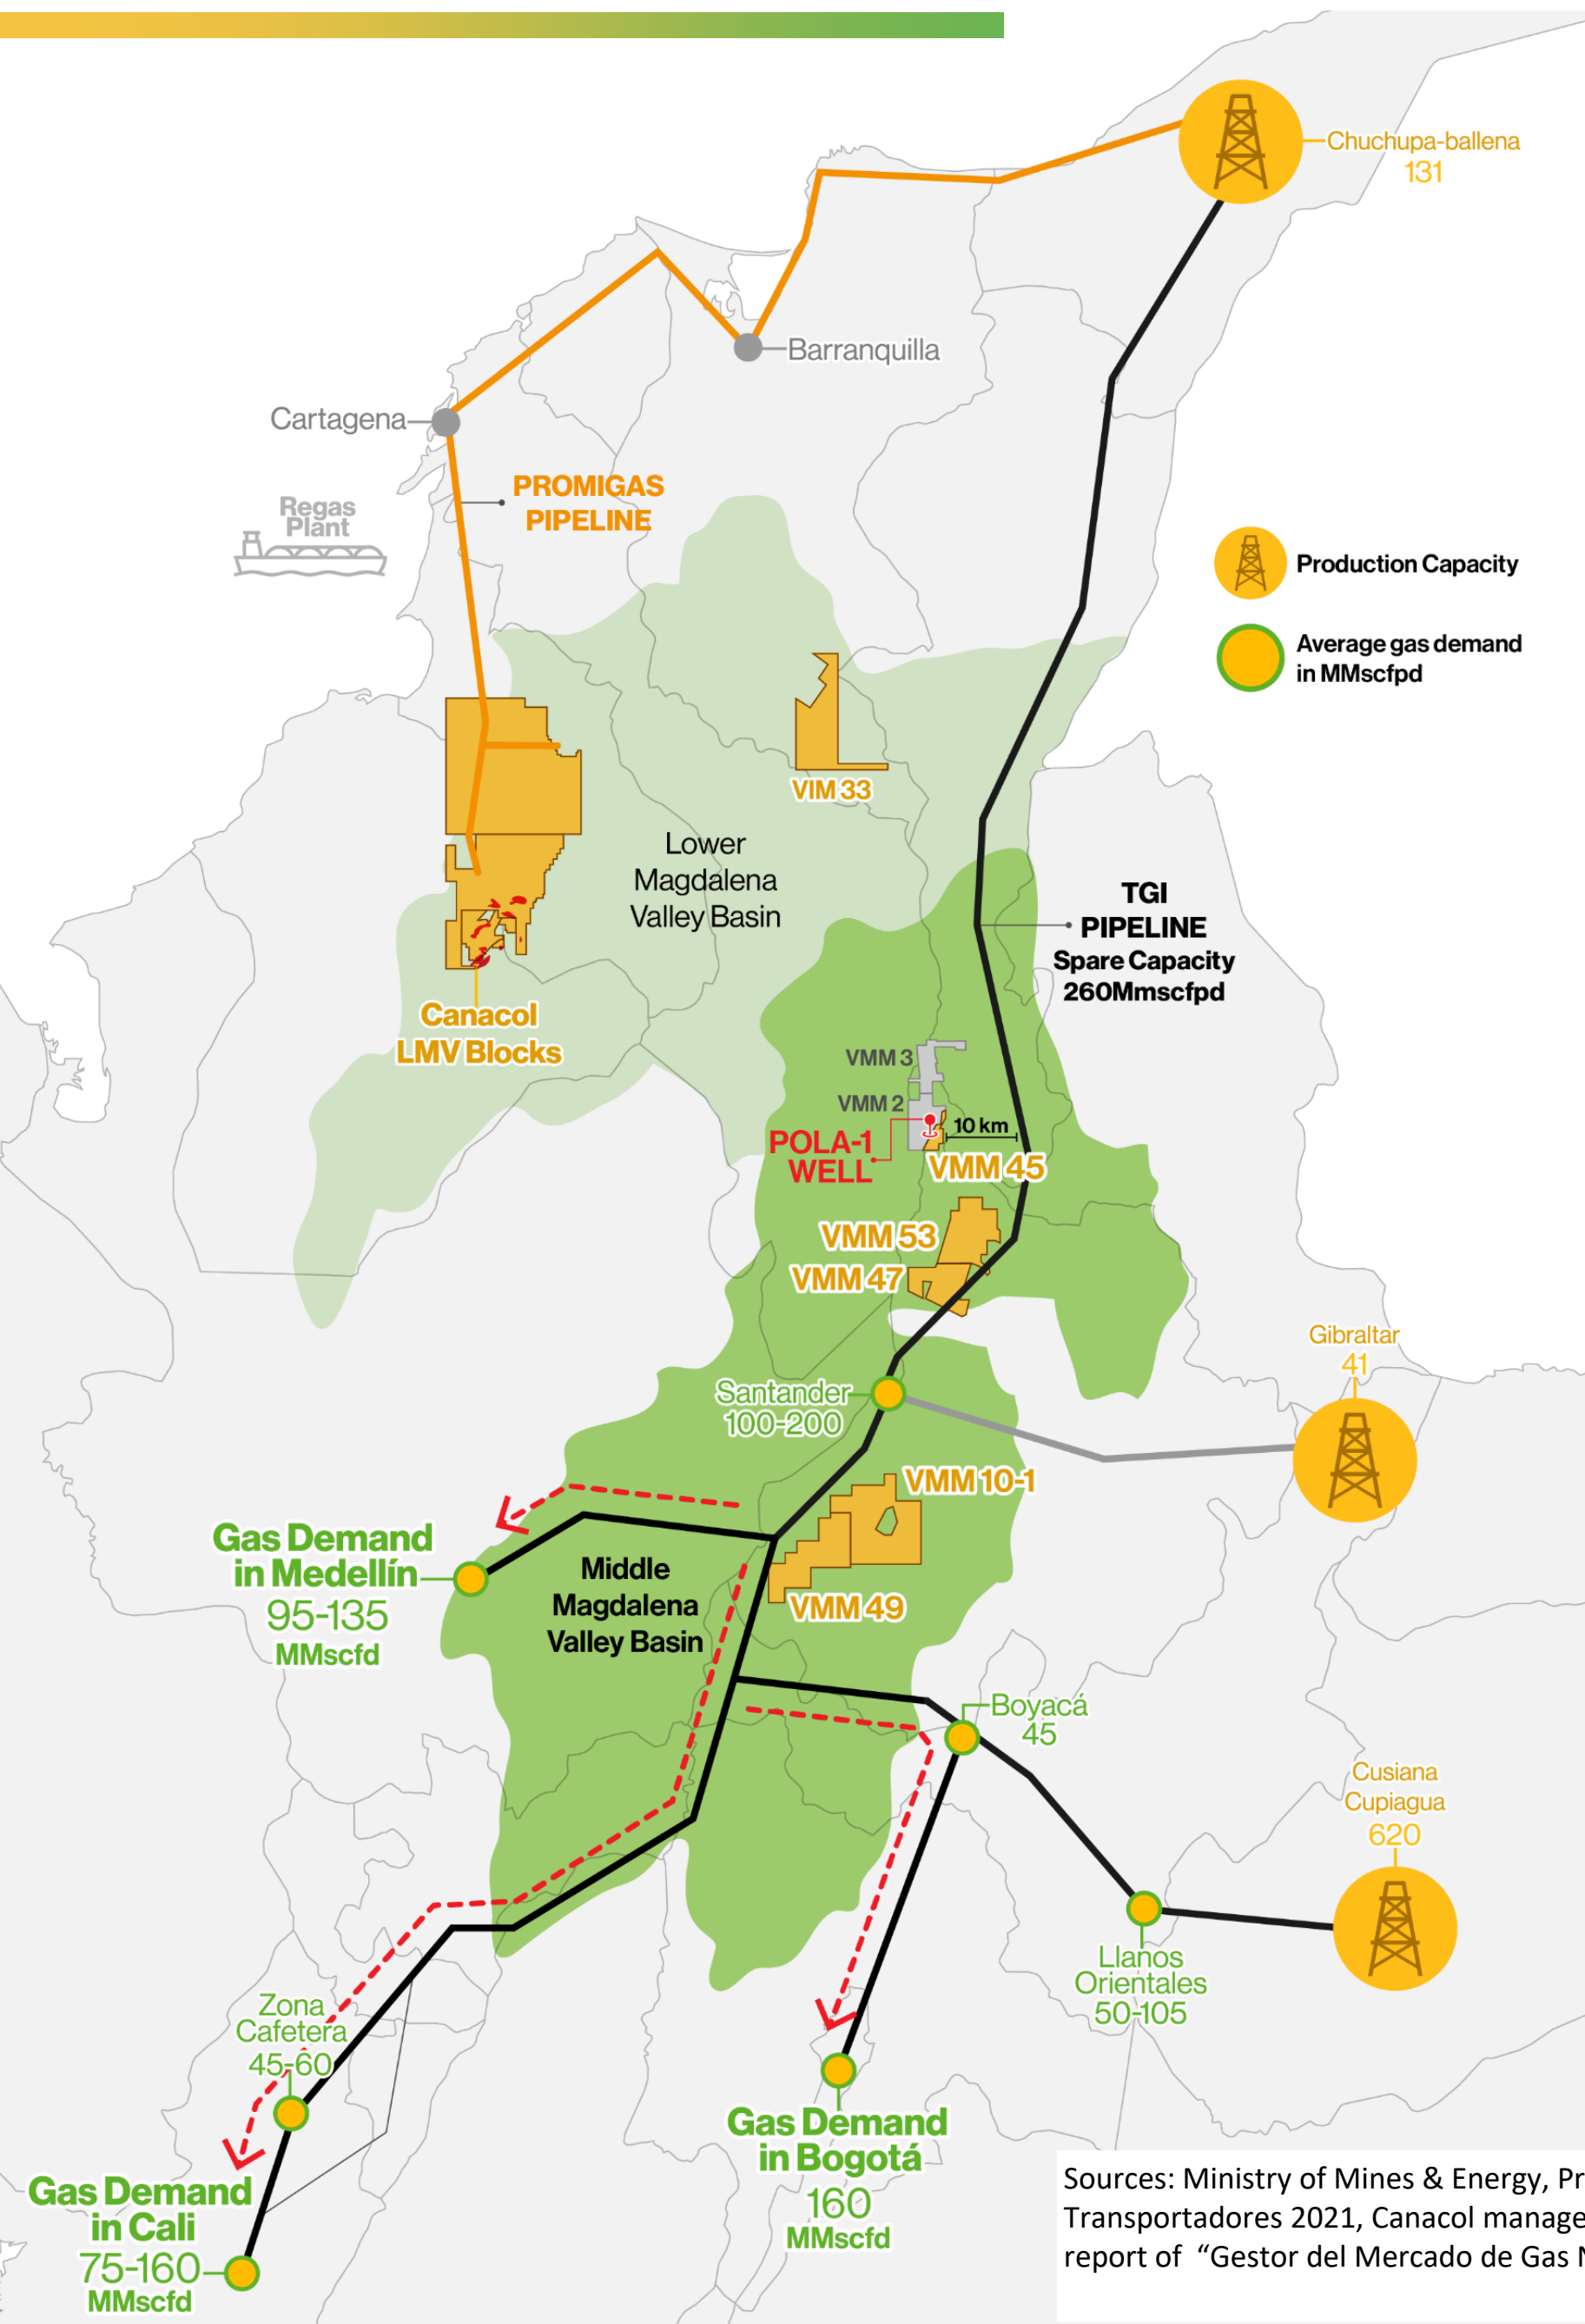 Chuchupa-ballena
131
Barranquilla
Cartagena
PROMIGAS
PIPELINE
Regas
Plant
Production Capacity
Average gas demand
in MMscfpd
VIM 33
Lower
Magdalena
Valley Basin
TGI
PIPELINE
Spare Capacity
260Mmscfpd
Canacol
LMV Blocks
VMM 3
VMM 2
10 km
POLA-1
WELL
VMM 45
VMM 53
VMM 47
Gibraltar
41
Santander
100-200
VMM 10-1
Gas Demand
in Medellín
95-135
MMscfd
Middle
Magdalena
Valley Basin
VMM 49
Boyacá
45
Cusiana
Cupiagua
620
Llanos
Orientales
50-105
Zona
Cafetera
45-60
Gas Demand
in Bogotá
160
MMscfd
Gas Demand
in Cali
75-160
MMscfd
Sources: Ministry of Mines & Energy, Pr
Transportadores 2021, Canacol manage
report of “Gestor del Mercado de Gas N